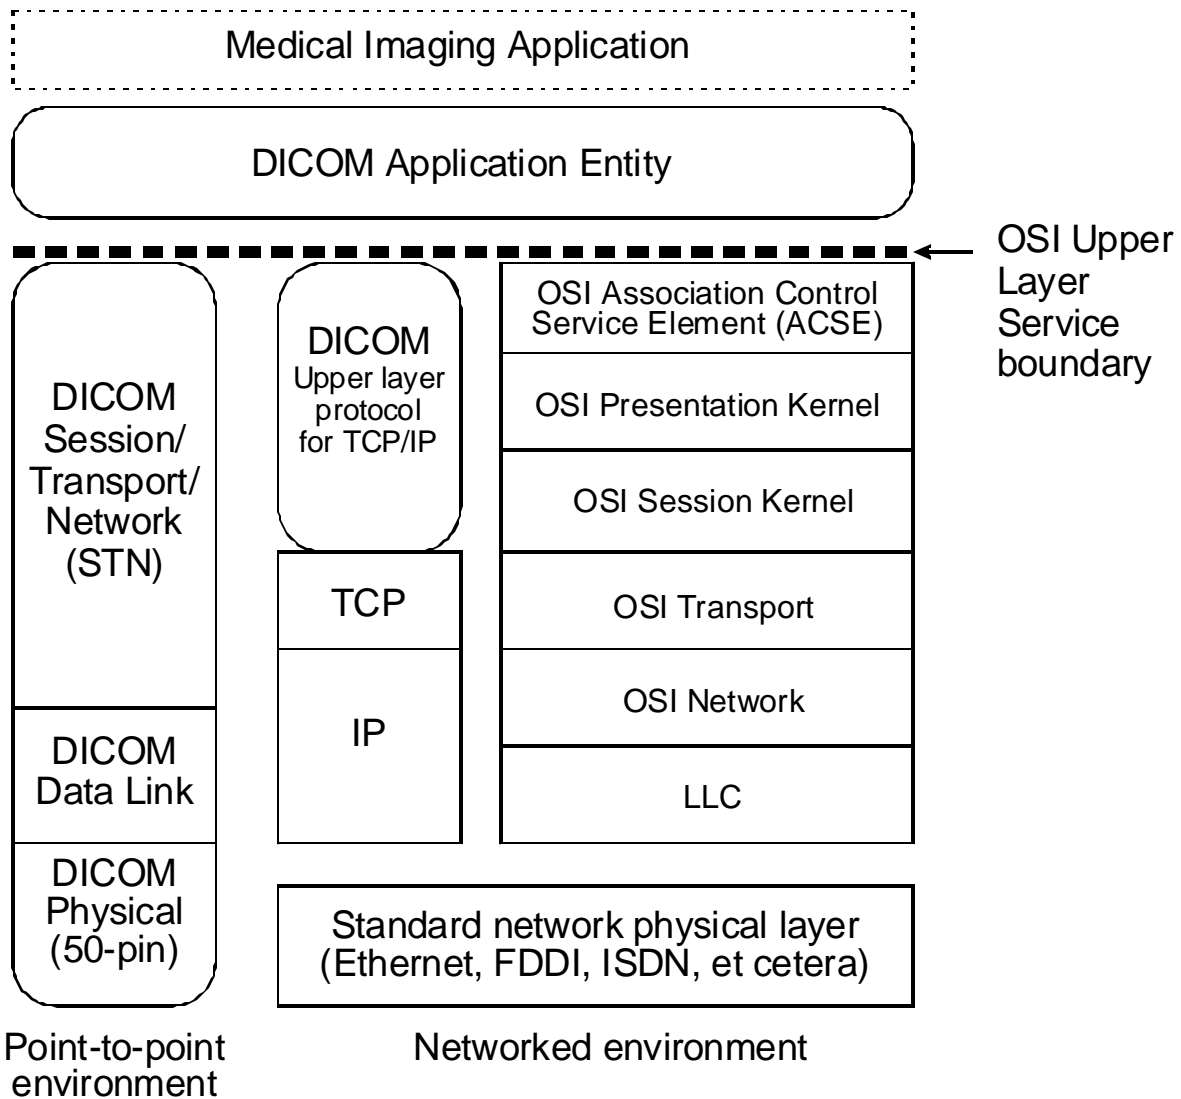 Medical Imaging Application
DICOM Application Entity
OSI Upper
Layer
Service
boundary
DICOM
Session/
Transport/
Network
(STN)
DICOM
Data Link
DICOM
Physical
(50-pin)
DICOM
Upper layer
protocol
for TCP/IP
TCP
IP
OSI Association Control
Service Element (ACSE)
OSI Presentation Kernel
OSI Session Kernel
OSI Transport
OSI Network
LLC
Standard network physical layer
(Ethernet, FDDI, ISDN, et cetera)
Point-to-point
environment
Networked environment